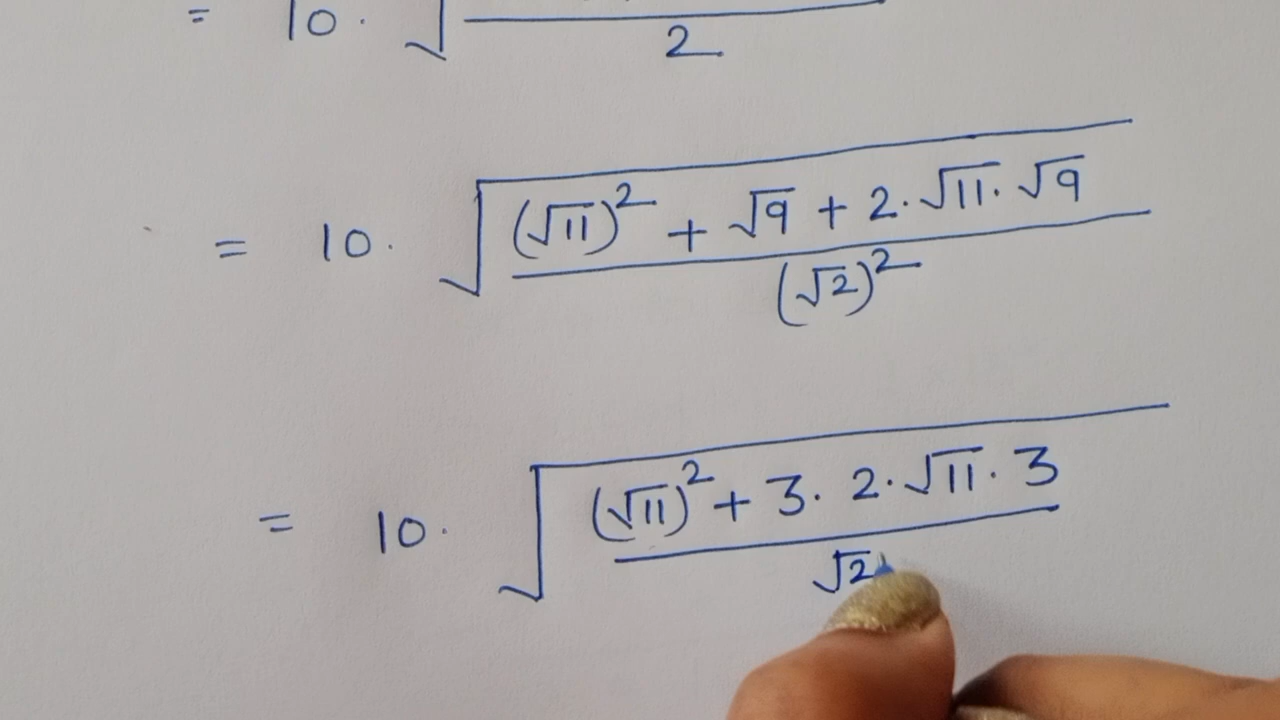 = 10 · √ 2
= 10 · √((√11)² + √9 + 2 · √11 · √9) / (√2)²
= 10 · √((√11)² + 3 · 2 · √11 · 3) / √2